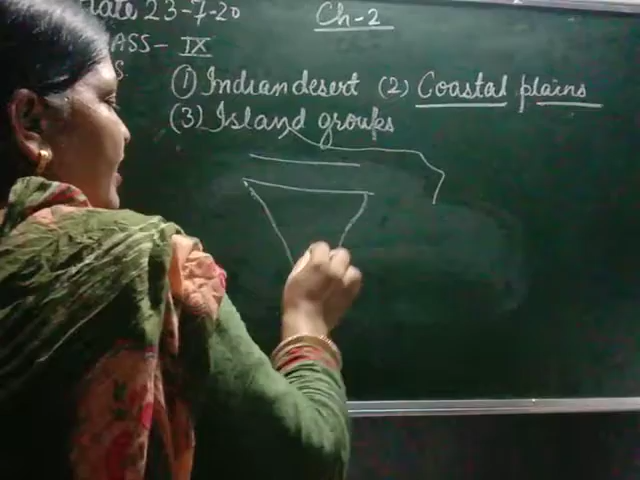 date 23-7-20 Ch-2
ASS- IX
S
① Indian desert (2) Coastal plains
(3) Island groups